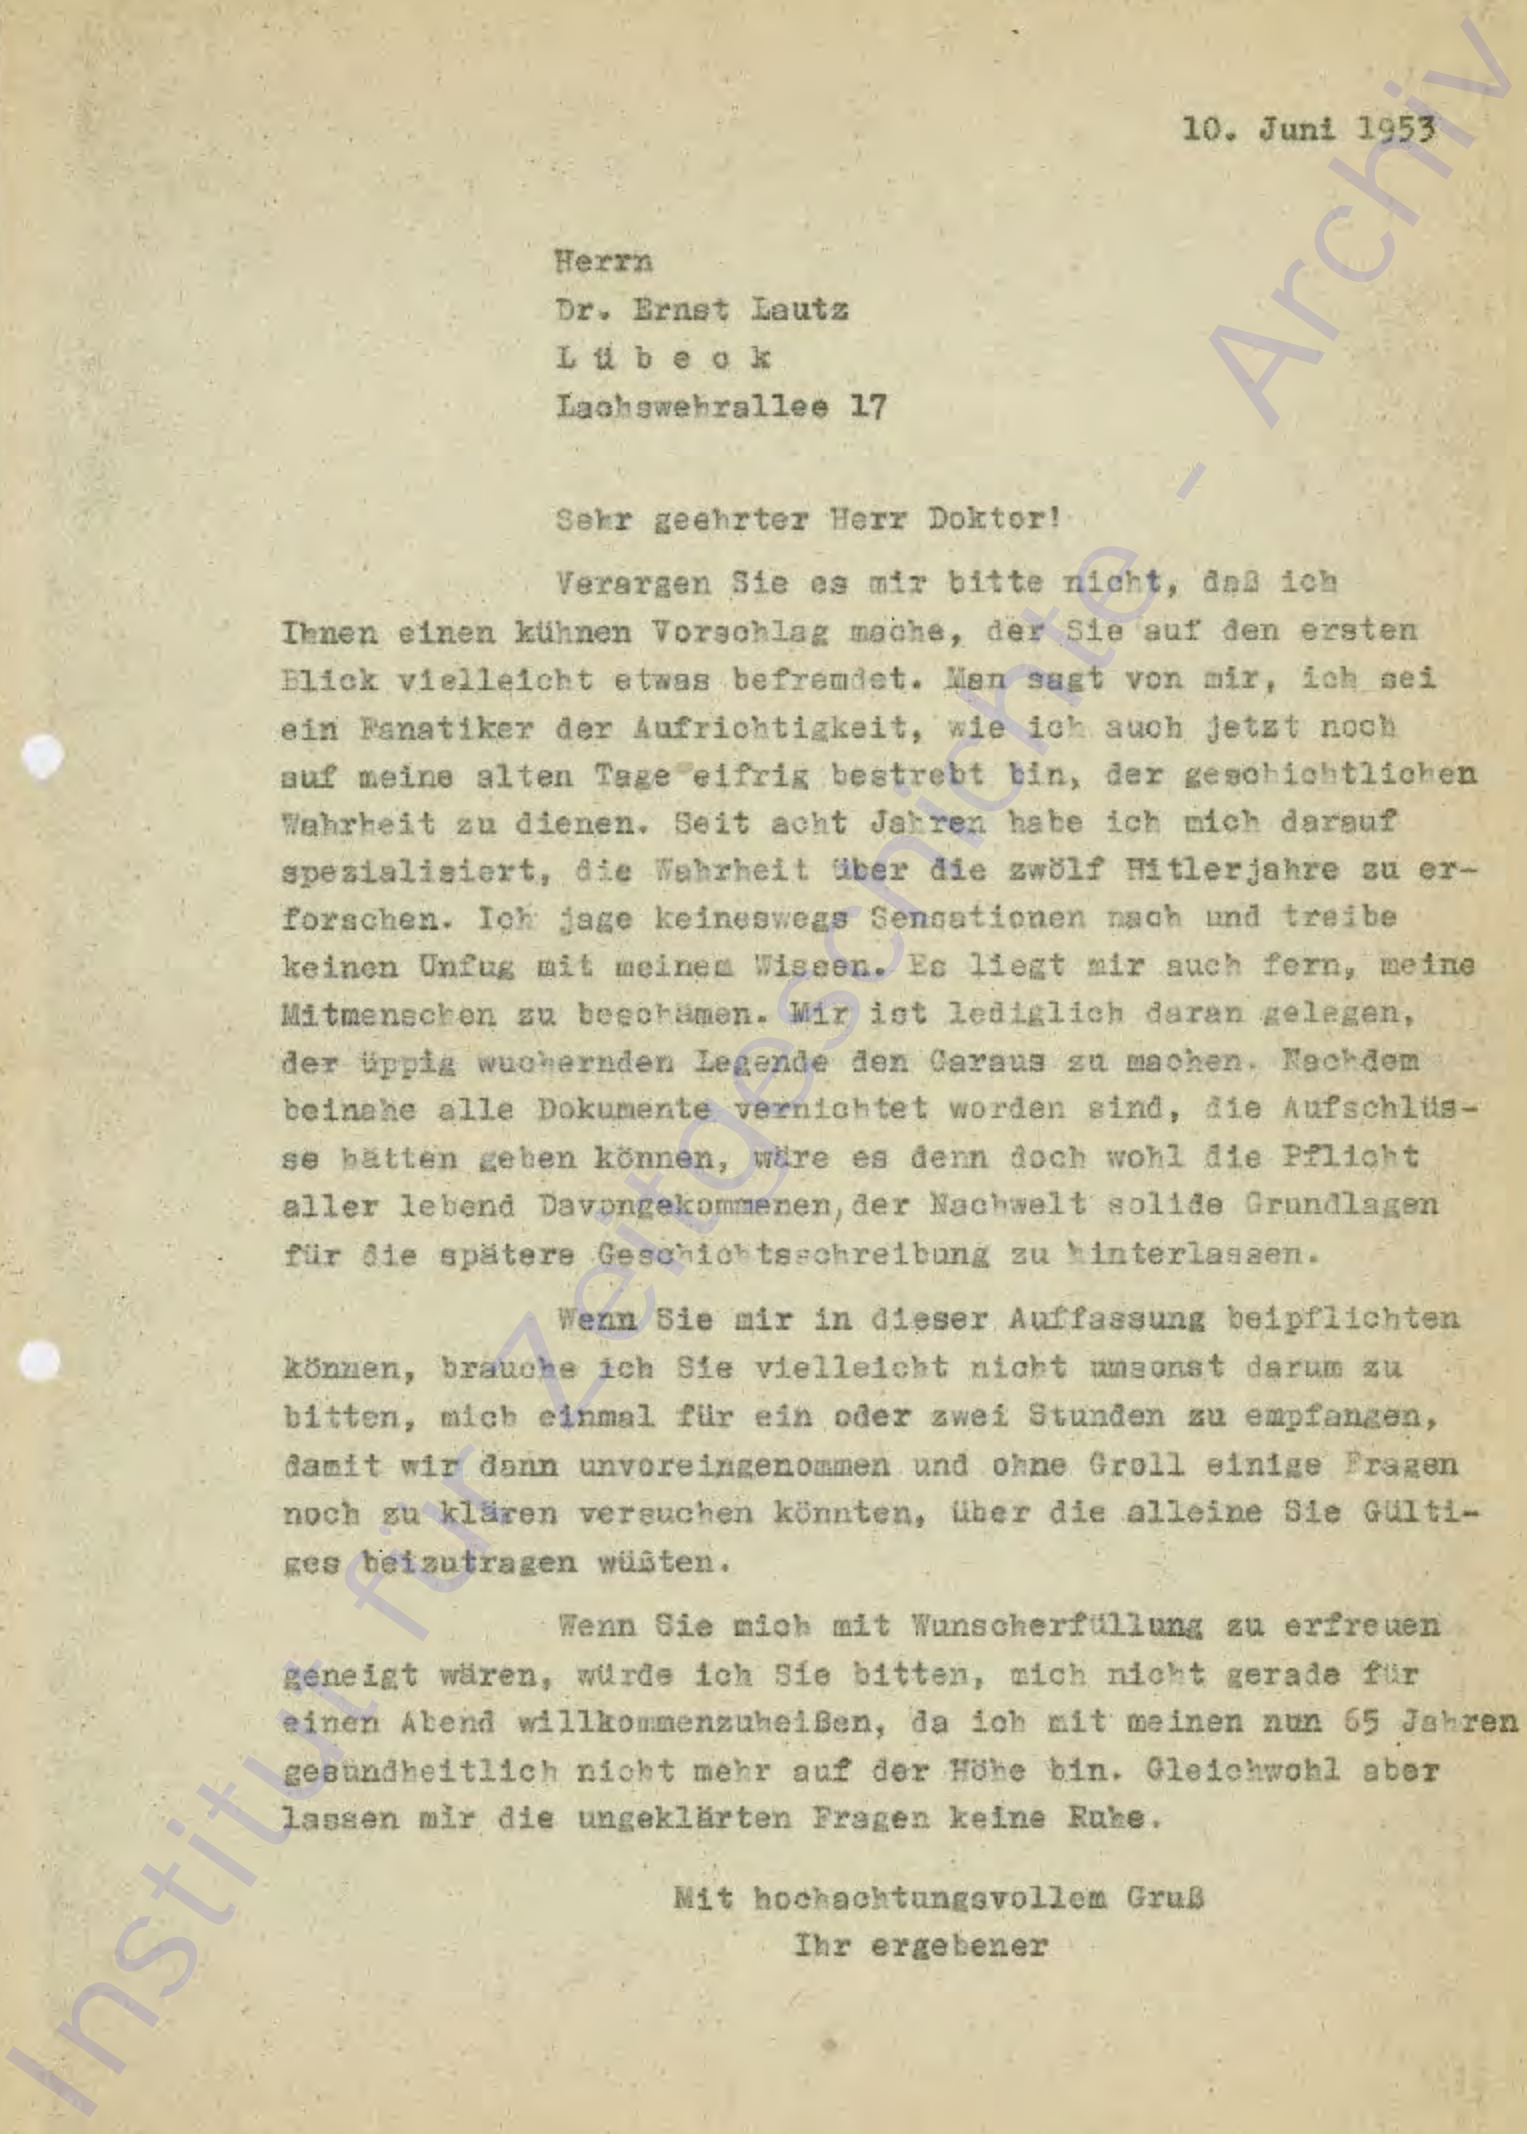 10. Juni 1953
Herrn
Dr. Ernst Lautz
L ü b e c k
Lachswehrallee 17
Sehr geehrter Herr Doktor!
Verargen Sie es mir bitte nicht, daß ich
Ihnen einen kühnen Vorschlag mache, der Sie auf den ersten
Blick vielleicht etwas befremdet. Man sagt von mir, ich sei
ein Fanatiker der Aufrichtigkeit, wie ich auch jetzt noch
auf meine alten Tage eifrig bestrebt bin, der geschichtlichen
Wahrheit zu dienen. Seit acht Jahren habe ich mich darauf
spezialisiert, die Wahrheit über die zwölf Hitlerjahre zu er-
forschen. Ich jage keineswegs Sensationen nach und treibe
keinen Unfug mit meinem Wissen. Es liegt mir auch fern, meine
Mitmenschen zu beschämen. Mir ist lediglich daran gelegen,
der üppig wuchernden Legende den Garaus zu machen. Nachdem
beinahe alle Dokumente vernichtet worden sind, die Aufschlüs-
se hätten geben können, wäre es denn doch wohl die Pflicht
aller lebend Davongekommenen, der Nachwelt solide Grundlagen
für die spätere Geschichtsschreibung zu hinterlassen.
Wenn Sie mir in dieser Auffassung beipflichten
können, brauche ich Sie vielleicht nicht umsonst darum zu
bitten, mich einmal für ein oder zwei Stunden zu empfangen,
damit wir dann unvoreingenommen und ohne Groll einige Fragen
noch zu klären versuchen könnten, über die alleine Sie Gülti-
ges beizutragen wüßten.
Wenn Sie mich mit Wunscherfüllung zu erfreuen
geneigt wären, würde ich Sie bitten, mich nicht gerade für
einen Abend willkommenzuheißen, da ich mit meinen nun 65 Jahren
gesundheitlich nicht mehr auf der Höhe bin. Gleichwohl aber
lassen mir die ungeklärten Fragen keine Ruhe.
Mit hochachtungsvollem Gruß
Ihr ergebener
Institut für Zeitgeschichte - Archiv